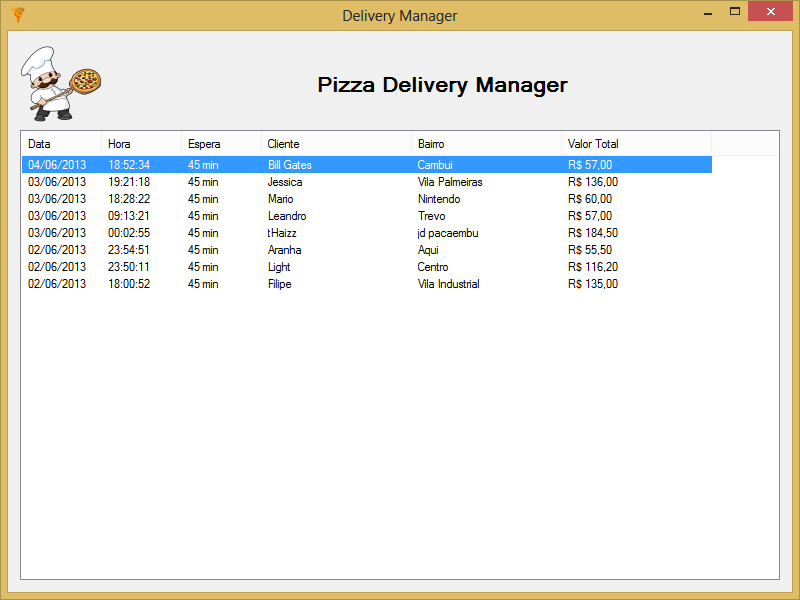 Delivery Manager
Pizza Delivery Manager
Data Hora Espera Cliente Bairro Valor Total
04/06/2013 18:52:34 45 min Bill Gates Cambui R$ 57,00
03/06/2013 19:21:18 45 min Jessica Vila Palmeiras R$ 136,00
03/06/2013 18:28:22 45 min Mario Nintendo R$ 60,00
03/06/2013 09:13:21 45 min Leandro Trevo R$ 57,00
03/06/2013 00:02:55 45 min tHaizz jd pacaembu R$ 184,50
02/06/2013 23:54:51 45 min Aranha Aqui R$ 55,50
02/06/2013 23:50:11 45 min Light Centro R$ 116,20
02/06/2013 18:00:52 45 min Filipe Vila Industrial R$ 135,00